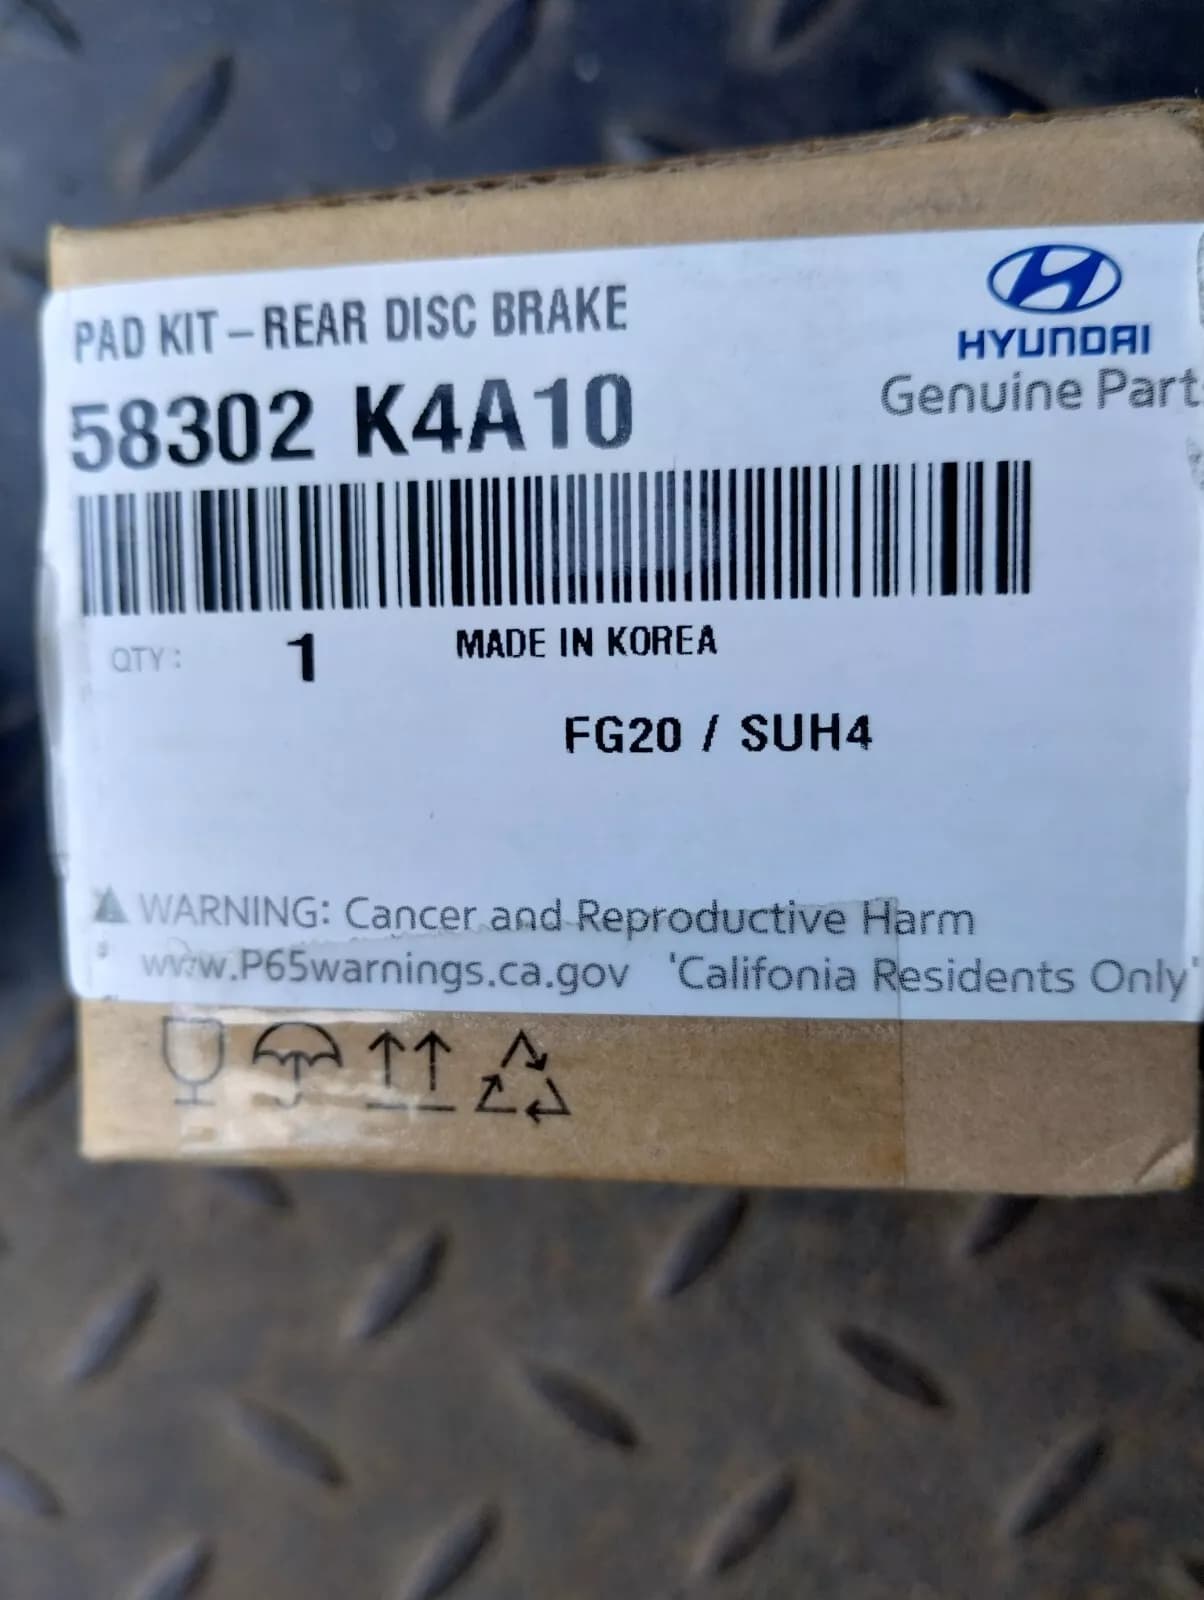 PAD KIT – REAR DISC BRAKE
58302 K4A10
HYUNDAI
Genuine Part
QTY: 1 MADE IN KOREA
FG20 / SUH4
WARNING: Cancer and Reproductive Harm
www.P65warnings.ca.gov 'Califonia Residents Only'